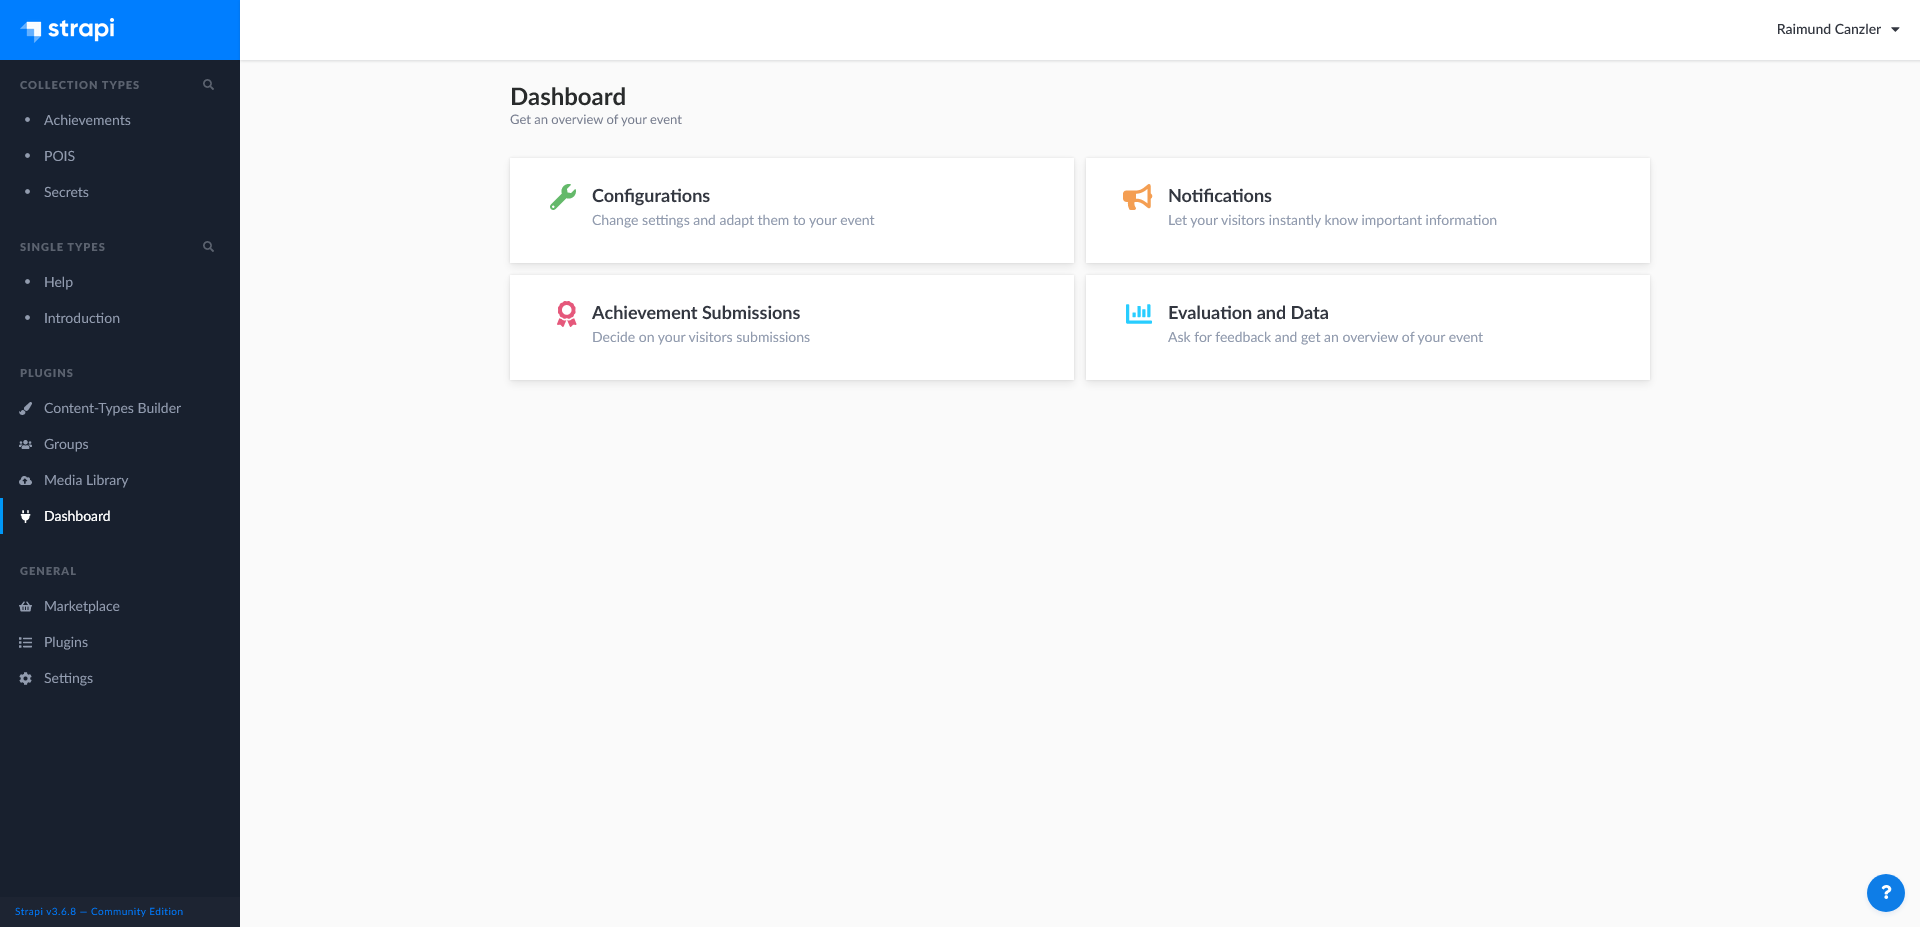 strapi
Raimund Canzler
COLLECTION TYPES
Achievements
POIS
Secrets
SINGLE TYPES
Help
Introduction
PLUGINS
Content-Types Builder
Groups
Media Library
Dashboard
GENERAL
Marketplace
Plugins
Settings
Strapi v3.6.8 — Community Edition
Dashboard
Get an overview of your event
Configurations
Change settings and adapt them to your event
Notifications
Let your visitors instantly know important information
Achievement Submissions
Decide on your visitors submissions
Evaluation and Data
Ask for feedback and get an overview of your event
?